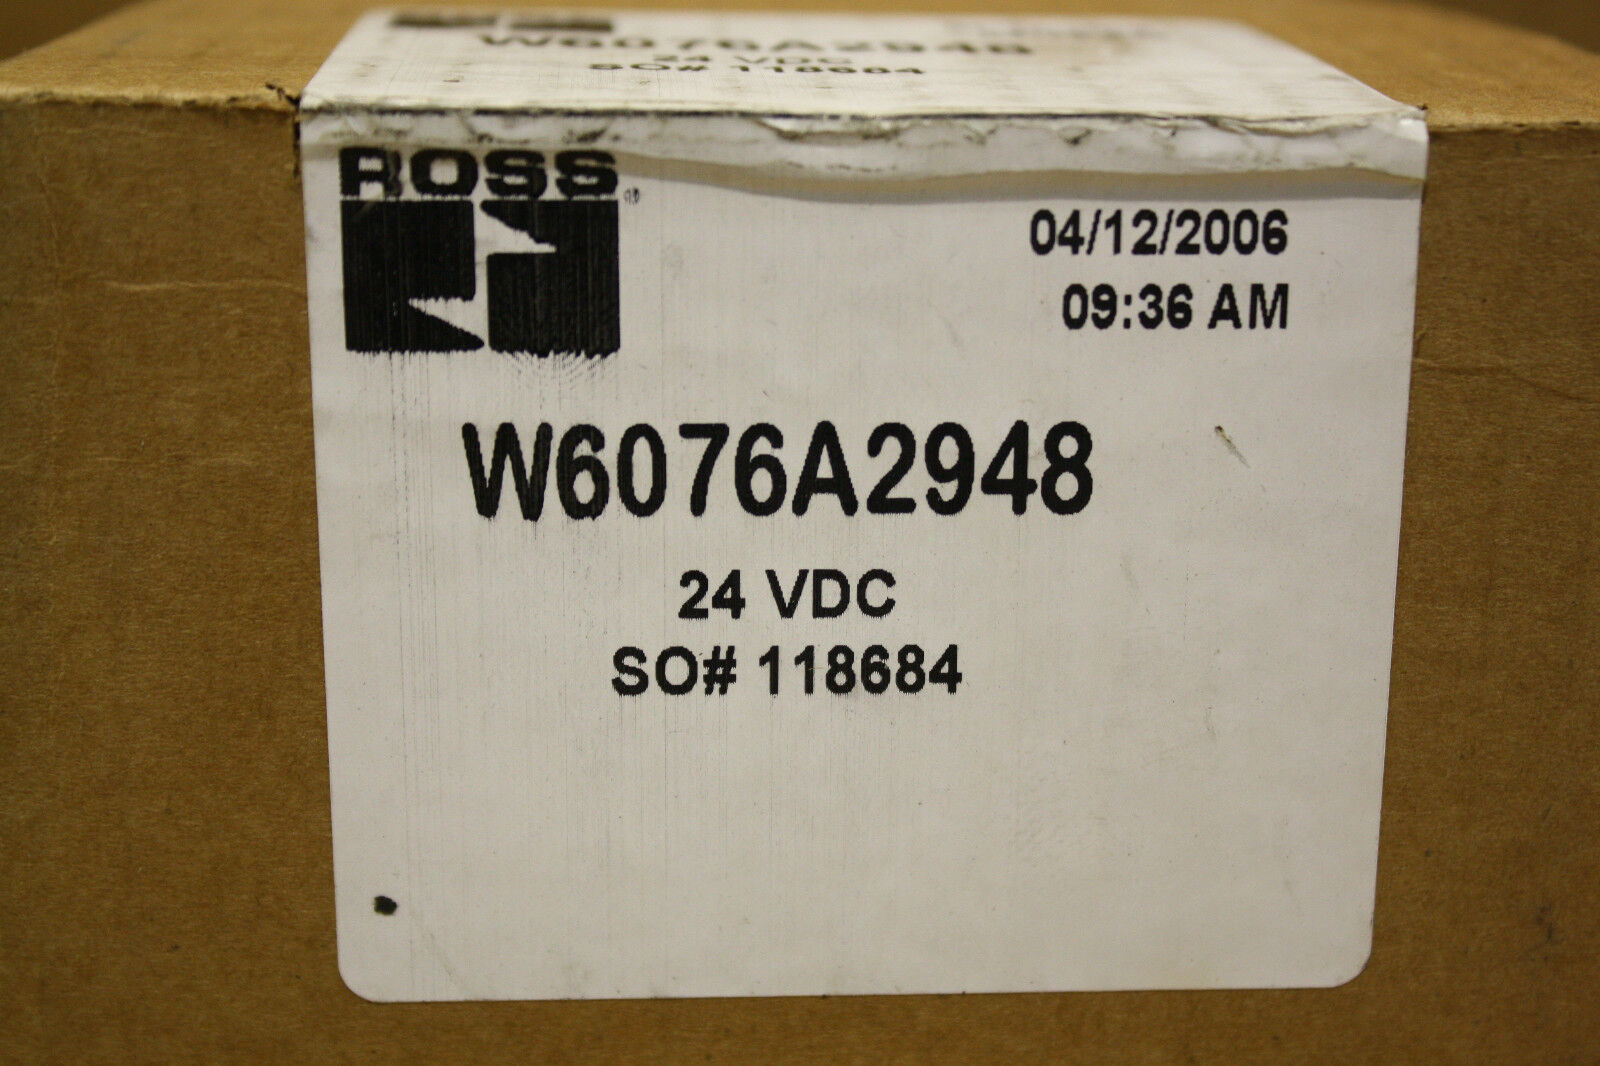 W6076A2948
24 VDC
SO# 118684
ROSS®
04/12/2006
09:36 AM
W6076A2948
24 VDC
SO# 118684